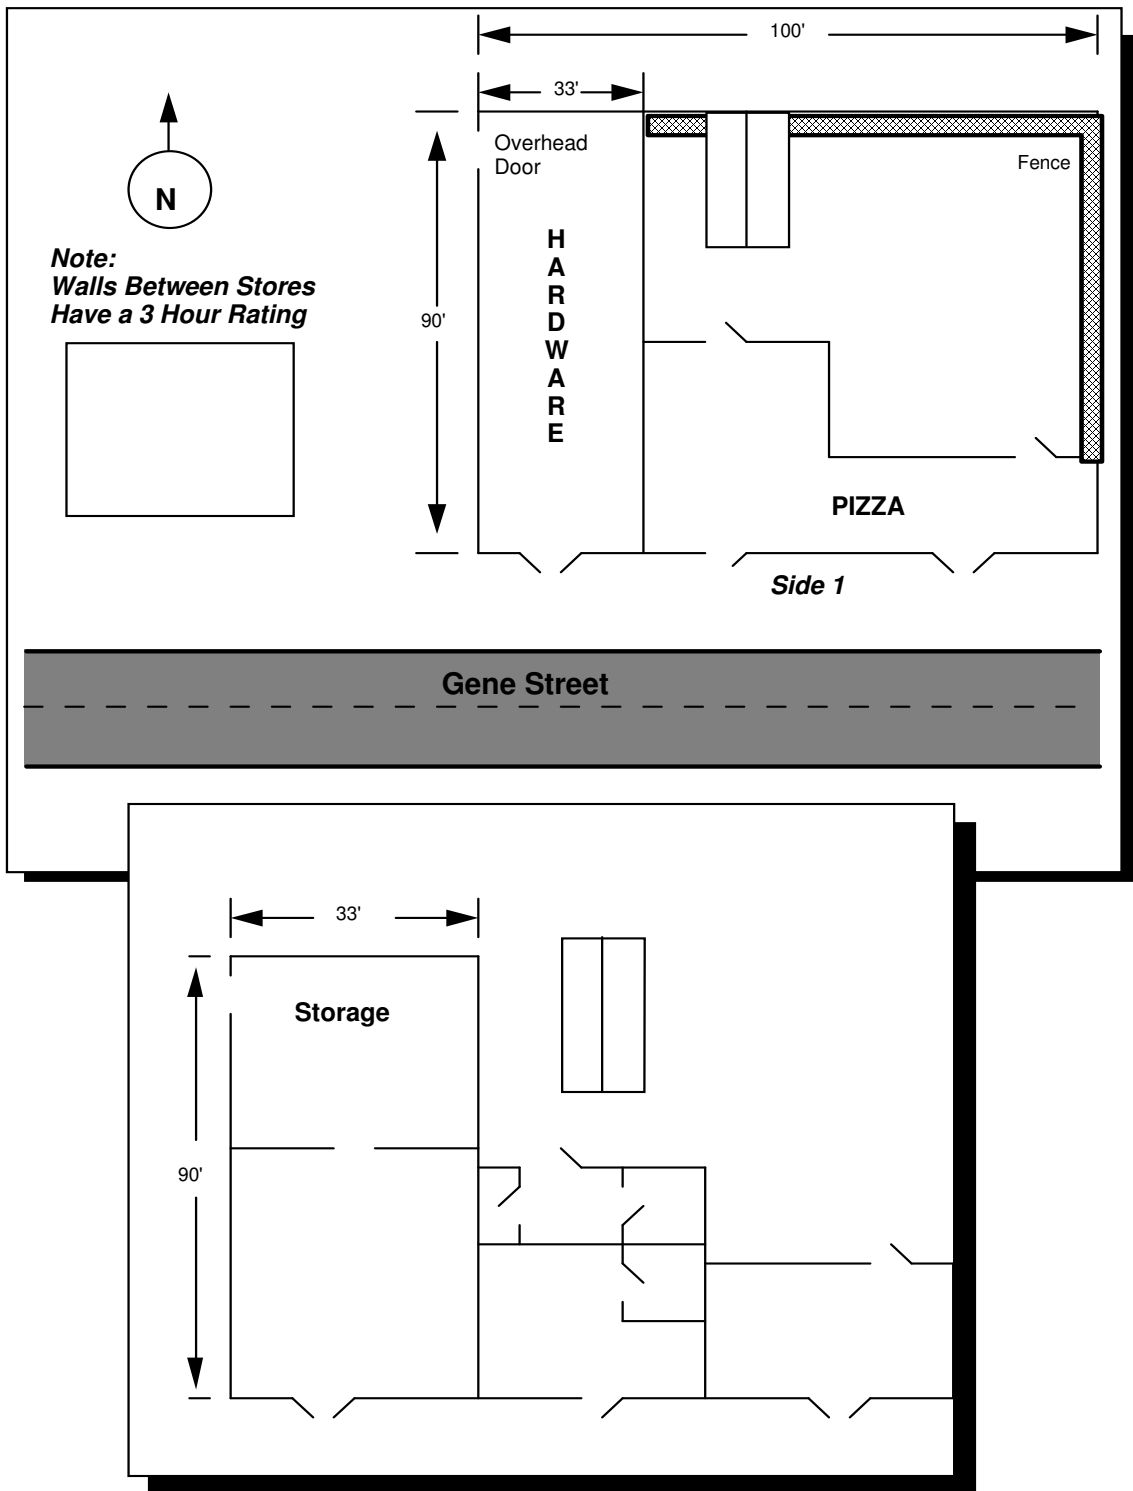 100'
33'
Overhead
Door
Fence
N
Note:
Walls Between Stores
Have a 3 Hour Rating
HARDWARE
90'
PIZZA
Side 1
Gene Street
33'
Storage
90'